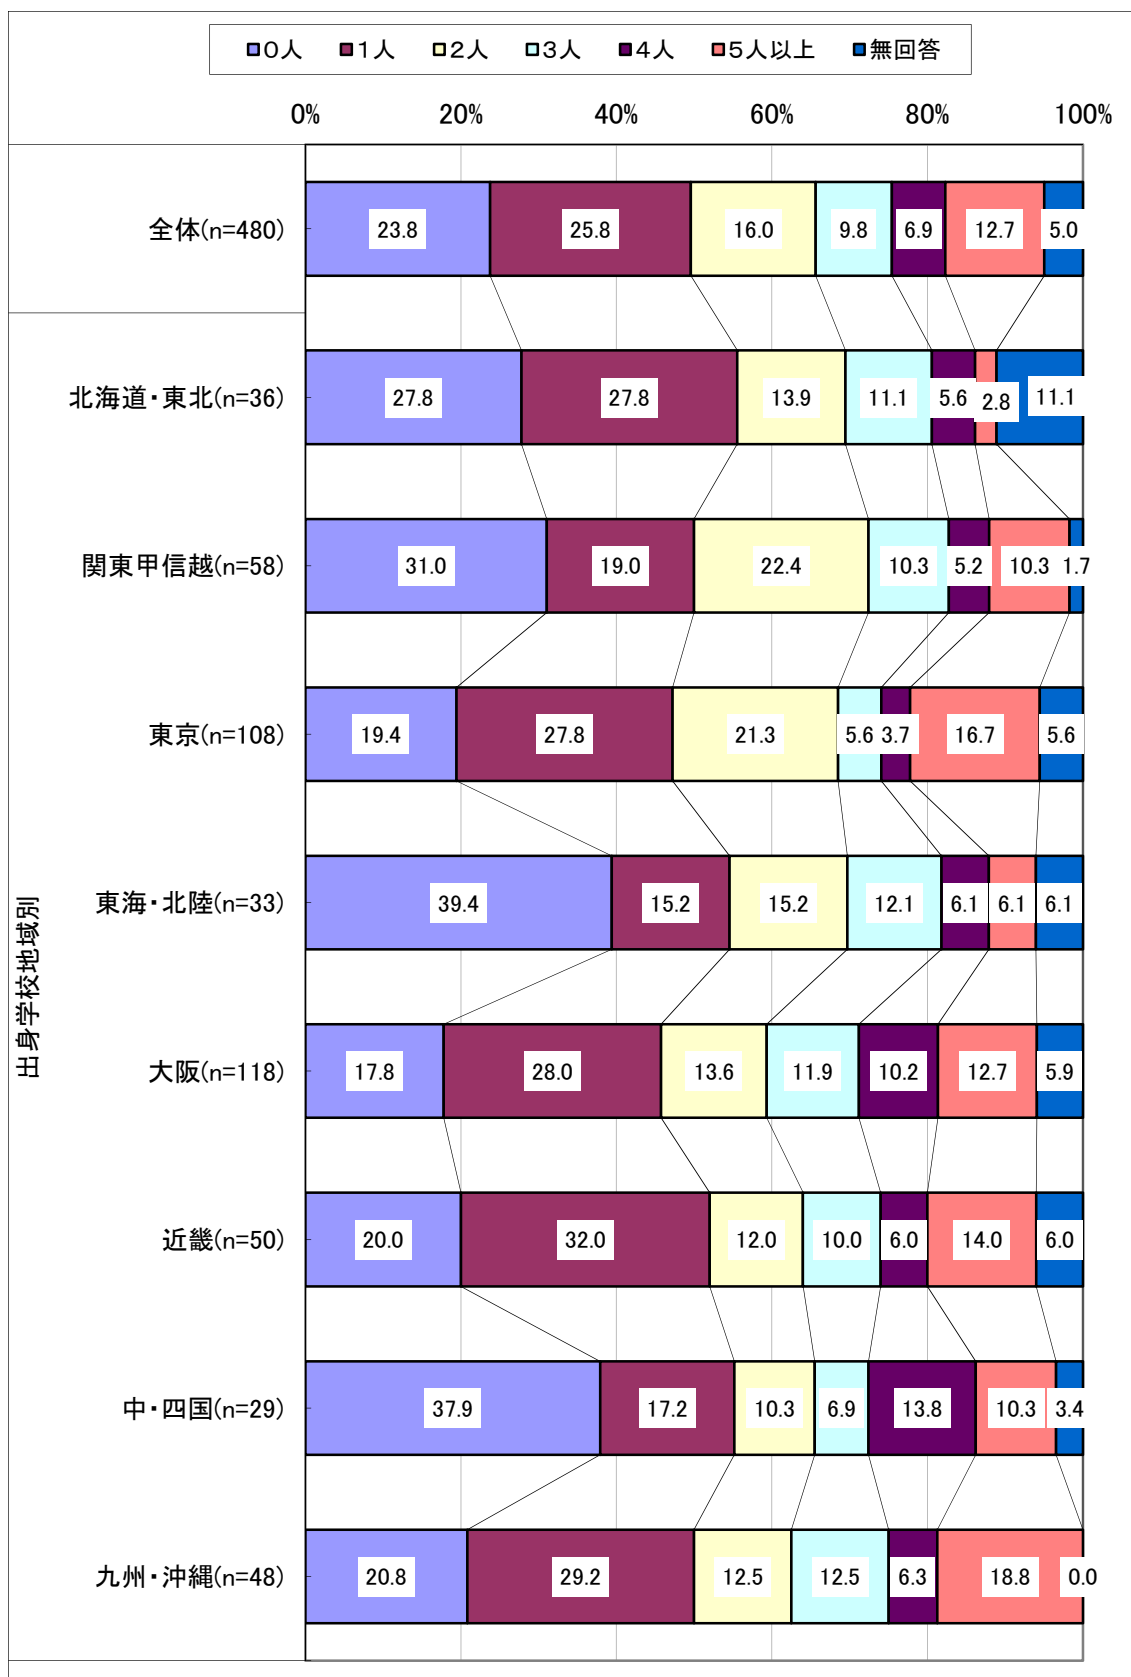 0人 1人 2人 3人 4人 5人以上 無回答
0% 20% 40% 60% 80% 100%
全体(n=480) 23.8 25.8 16.0 9.8 6.9 12.7 5.0
出身学校地域別
北海道・東北(n=36) 27.8 27.8 13.9 11.1 5.6 2.8 11.1
関東甲信越(n=58) 31.0 19.0 22.4 10.3 5.2 10.3 1.7
東京(n=108) 19.4 27.8 21.3 5.6 3.7 16.7 5.6
東海・北陸(n=33) 39.4 15.2 15.2 12.1 6.1 6.1 6.1
大阪(n=118) 17.8 28.0 13.6 11.9 10.2 12.7 5.9
近畿(n=50) 20.0 32.0 12.0 10.0 6.0 14.0 6.0
中・四国(n=29) 37.9 17.2 10.3 6.9 13.8 10.3 3.4
九州・沖縄(n=48) 20.8 29.2 12.5 12.5 6.3 18.8 0.0